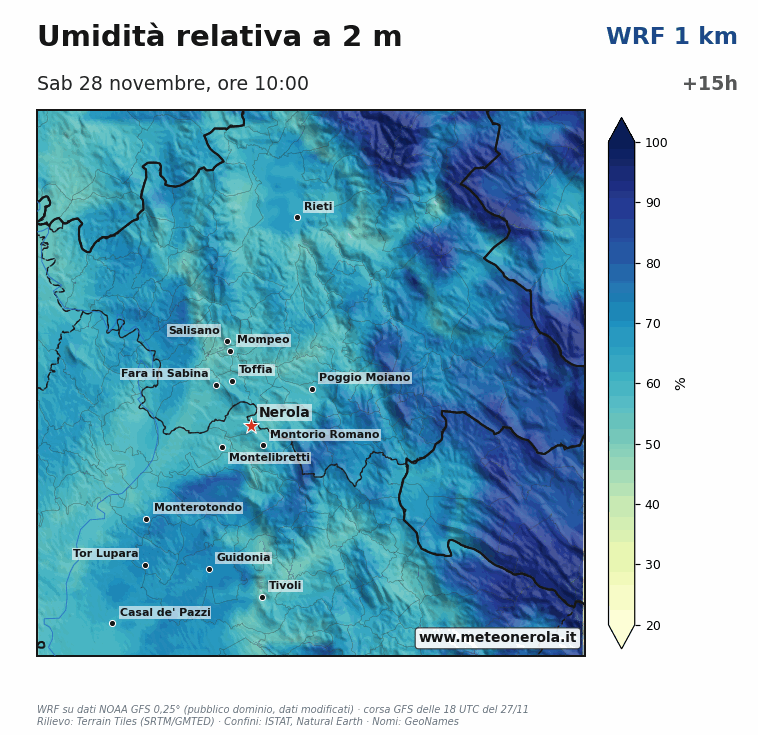 Umidità relativa a 2 m
WRF 1 km
Sab 28 novembre, ore 10:00
+15h
Rieti
Salisano
Mompeo
Fara in Sabina
Toffia
Poggio Moiano
Nerola
Montorio Romano
Montelibretti
Monterotondo
Tor Lupara
Guidonia
Tivoli
Casal de' Pazzi
www.meteonerola.it
100
90
80
70
60
50
40
30
20
%
WRF su dati NOAA GFS 0,25° (pubblico dominio, dati modificati) · corsa GFS delle 18 UTC del 27/11
Rilievo: Terrain Tiles (SRTM/GMTED) · Confini: ISTAT, Natural Earth · Nomi: GeoNames